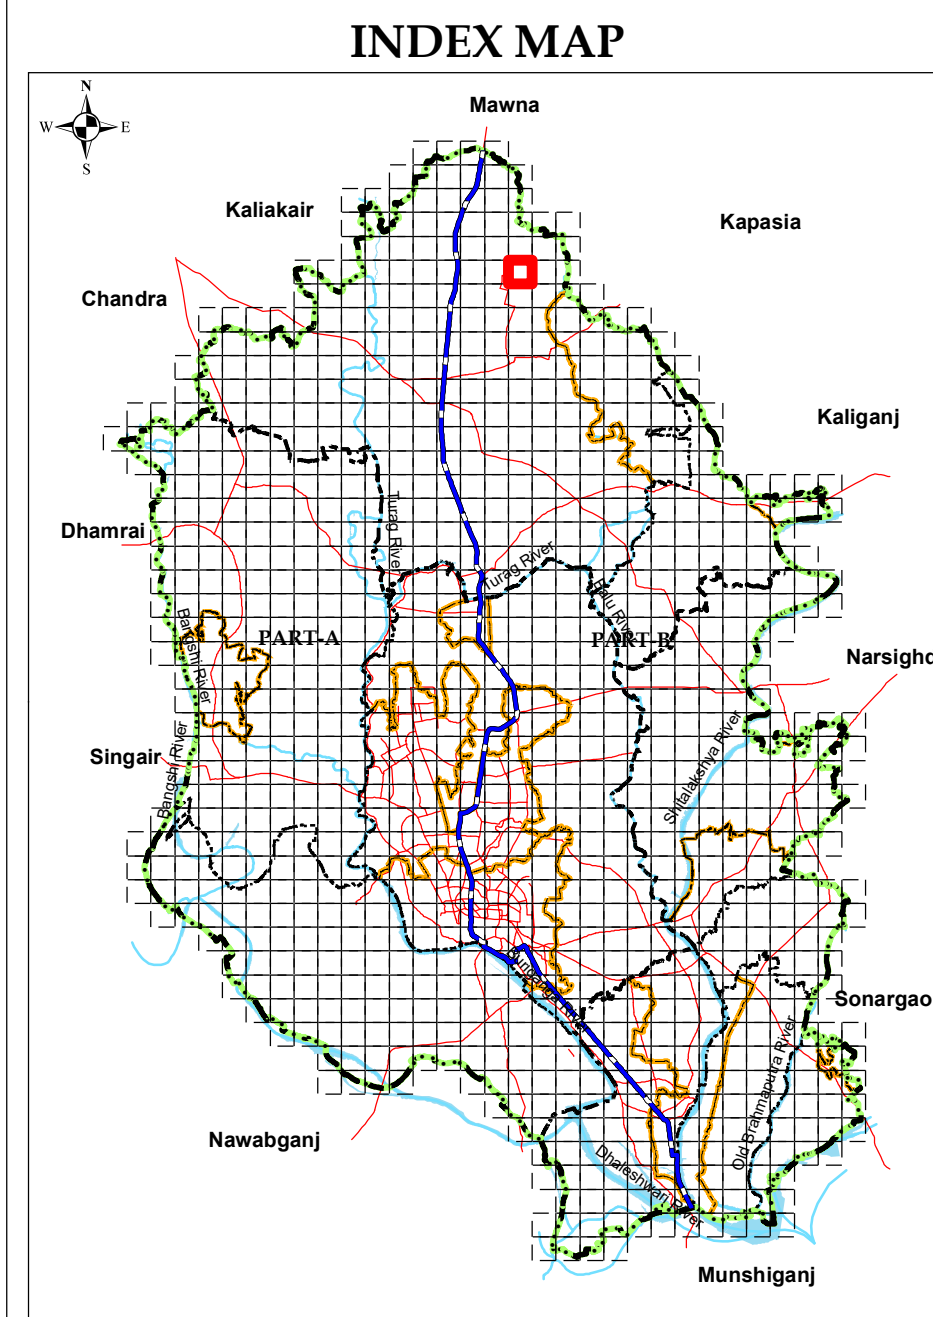 INDEX MAP
N
W E
S
Mawna
Kaliakair
Kapasia
Chandra
Kaliganj
Dhamrai
Turag River
Turag River
Balu River
Bangshi River
PART-A
PART-B
Narsighd
Singair
Bangshi River
Shitalakshya River
Buriganga River
Sonargao
Old Brahmaputra River
Nawabganj
Dhaleshwari River
Munshiganj